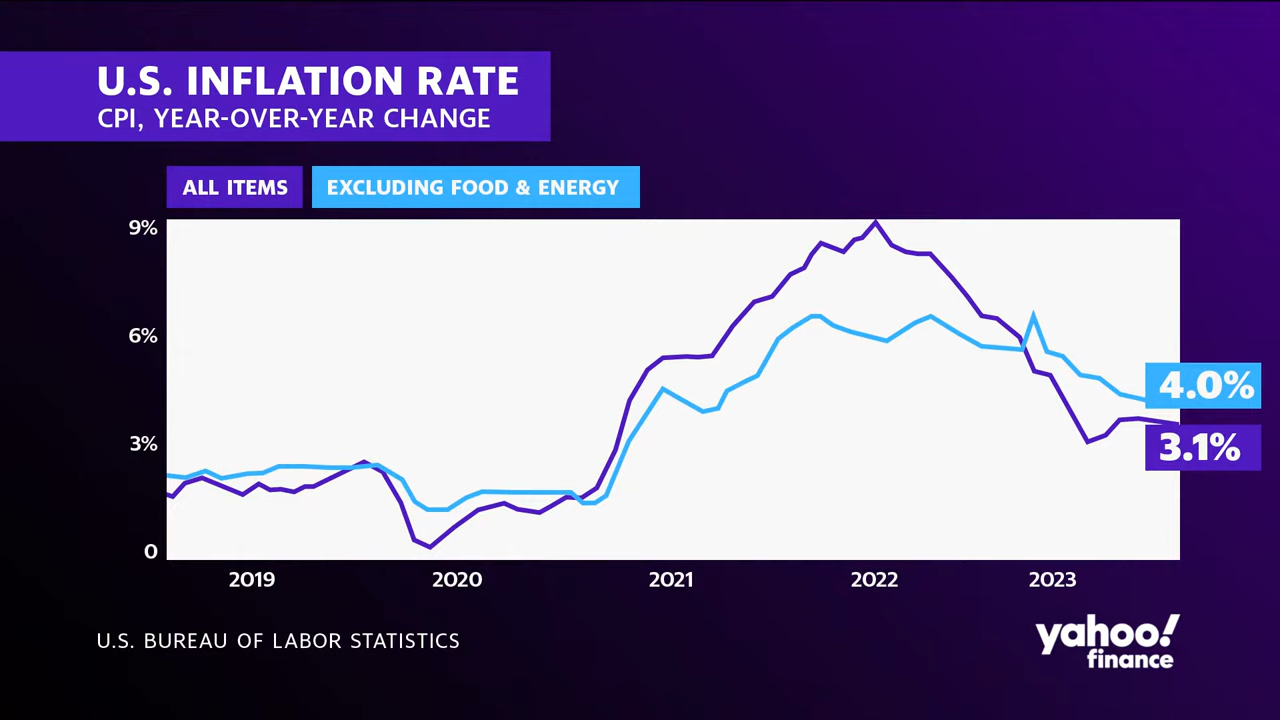 U.S. INFLATION RATE
CPI, YEAR-OVER-YEAR CHANGE
ALL ITEMS
EXCLUDING FOOD & ENERGY
9%
6%
3%
0
4.0%
3.1%
2019 2020 2021 2022 2023
U.S. BUREAU OF LABOR STATISTICS
yahoo!
finance